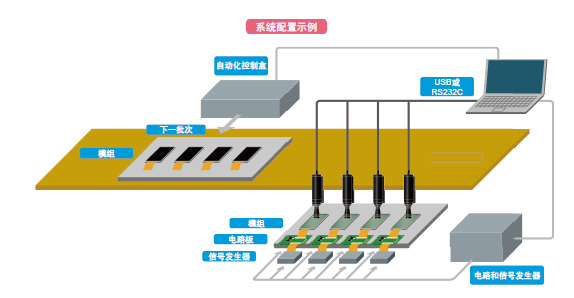 系统配置示例
自动化控制盒
USB或
RS232C
下一批次
模组
模组
电路板
信号发生器
电路和信号发生器